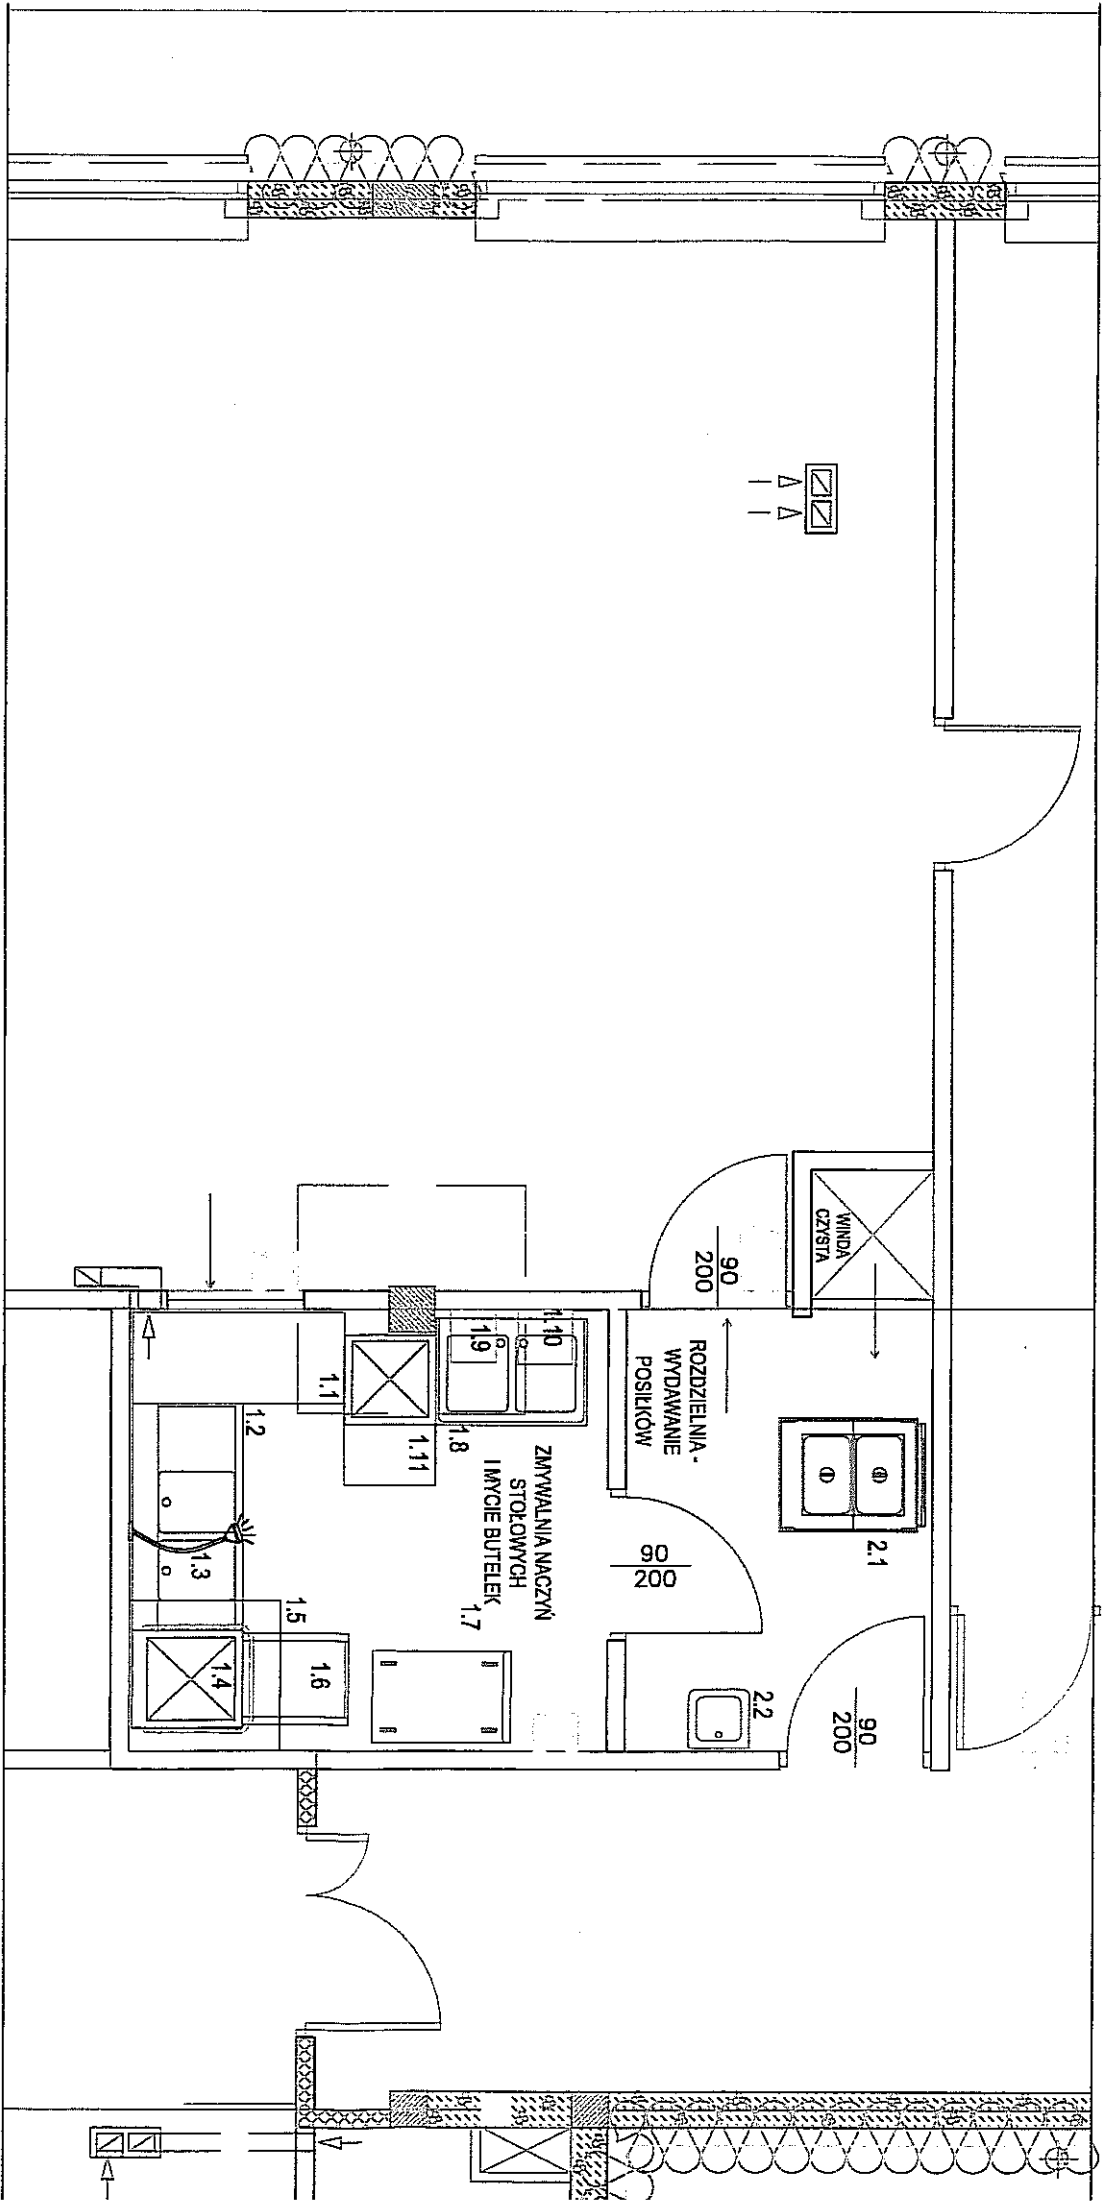 WINDA
CZYSTA
90
200
ROZDZIELNIA -
WYDAWANIE
POSIŁKÓW
2.1
90
200
2.2
90
200
1.10
1.9
1.8
1.1
1.11
ZMYWALNIA NACZYŃ
STOŁOWYCH
I MYCIE BUTELEK
1.2
1.3
1.5
1.4
1.6
1.7